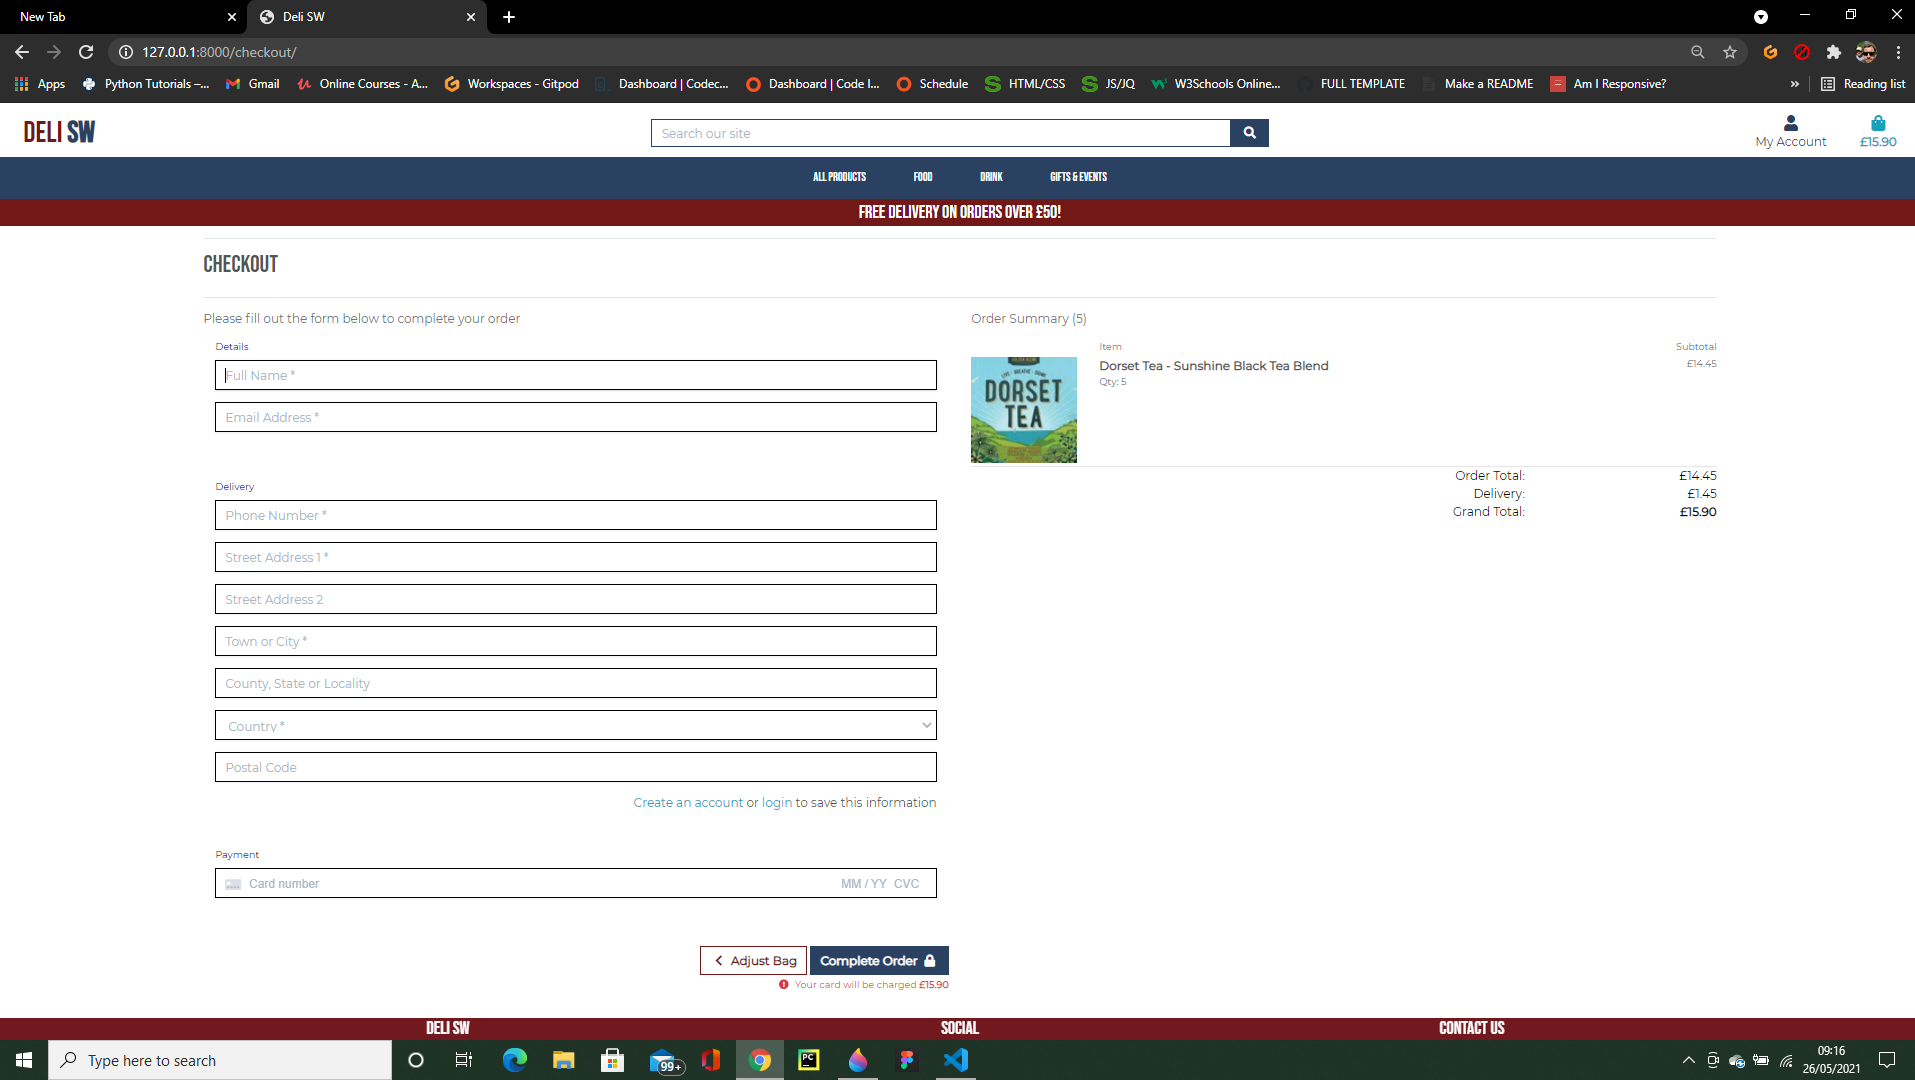 New Tab
Deli SW
127.0.0.1:8000/checkout/
Apps
Python Tutorials –...
Gmail
Online Courses - A...
Workspaces - Gitpod
Dashboard | Codec...
Dashboard | Code I...
Schedule
HTML/CSS
JS/JQ
W3Schools Online...
FULL TEMPLATE
Make a README
Am I Responsive?
»
Reading list
DELI SW
Search our site
My Account
£15.90
ALL PRODUCTS
FOOD
DRINK
GIFTS & EVENTS
FREE DELIVERY ON ORDERS OVER £50!
CHECKOUT
Please fill out the form below to complete your order
Details
Full Name *
Email Address *
Delivery
Phone Number *
Street Address 1 *
Street Address 2
Town or City *
County, State or Locality
Country *
Postal Code
Create an account or login to save this information
Payment
Card number
MM / YY CVC
Adjust Bag
Complete Order
Your card will be charged £15.90
Order Summary (5)
Item
Subtotal
DORSET
TEA
Dorset Tea - Sunshine Black Tea Blend
£14.45
Qty: 5
Order Total: £14.45
Delivery: £1.45
Grand Total: £15.90
DELI SW
SOCIAL
CONTACT US
Type here to search
99+
PC
09:16
26/05/2021